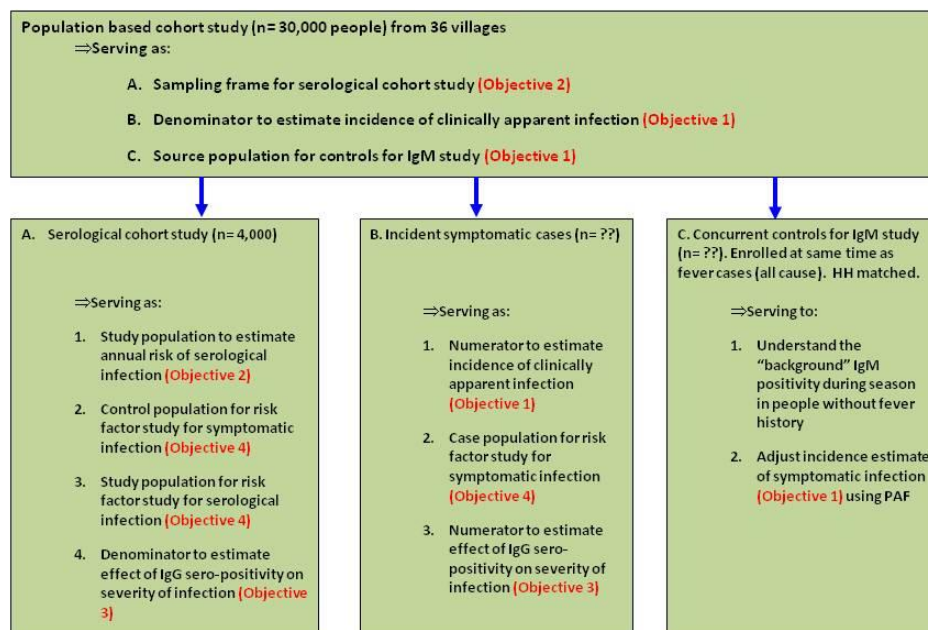 Population based cohort study (n= 30,000 people) from 36 villages
⇒Serving as:
A. Sampling frame for serological cohort study (Objective 2)
B. Denominator to estimate incidence of clinically apparent infection (Objective 1)
C. Source population for controls for IgM study (Objective 1)
A. Serological cohort study (n= 4,000)
⇒Serving as:
1. Study population to estimate
annual risk of serological
infection (Objective 2)
2. Control population for risk
factor study for symptomatic
infection (Objective 4)
3. Study population for risk
factor study for serological
infection (Objective 4)
4. Denominator to estimate
effect of IgG sero-positivity on
severity of infection (Objective
3)
B. Incident symptomatic cases (n= ??)
⇒Serving as:
1. Numerator to estimate
incidence of clinically
apparent infection
(Objective 1)
2. Case population for risk
factor study for
symptomatic infection
(Objective 4)
3. Numerator to estimate
effect of IgG sero-
positivity on severity of
infection (Objective 3)
C. Concurrent controls for IgM study
(n= ??). Enrolled at same time as
fever cases (all cause). HH matched.
⇒Serving to:
1. Understand the
“background” IgM
positivity during season
in people without fever
history
2. Adjust incidence estimate
of symptomatic infection
(Objective 1) using PAF